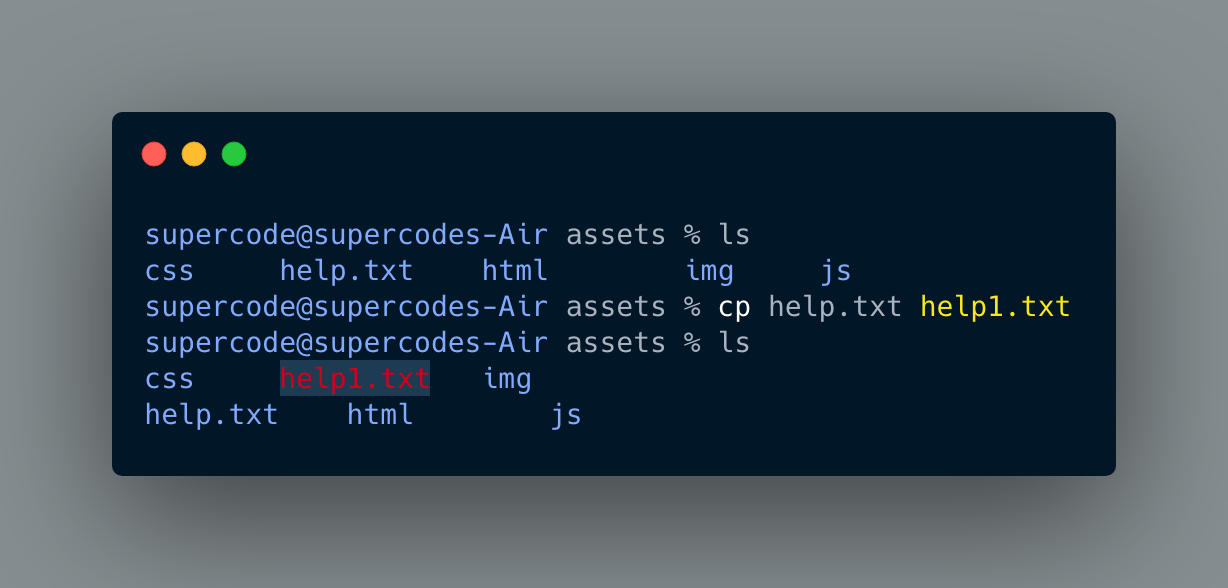 supercode@supercodes-Air assets % ls
css help.txt html img js
supercode@supercodes-Air assets % cp help.txt help1.txt
supercode@supercodes-Air assets % ls
css help1.txt img
help.txt html js